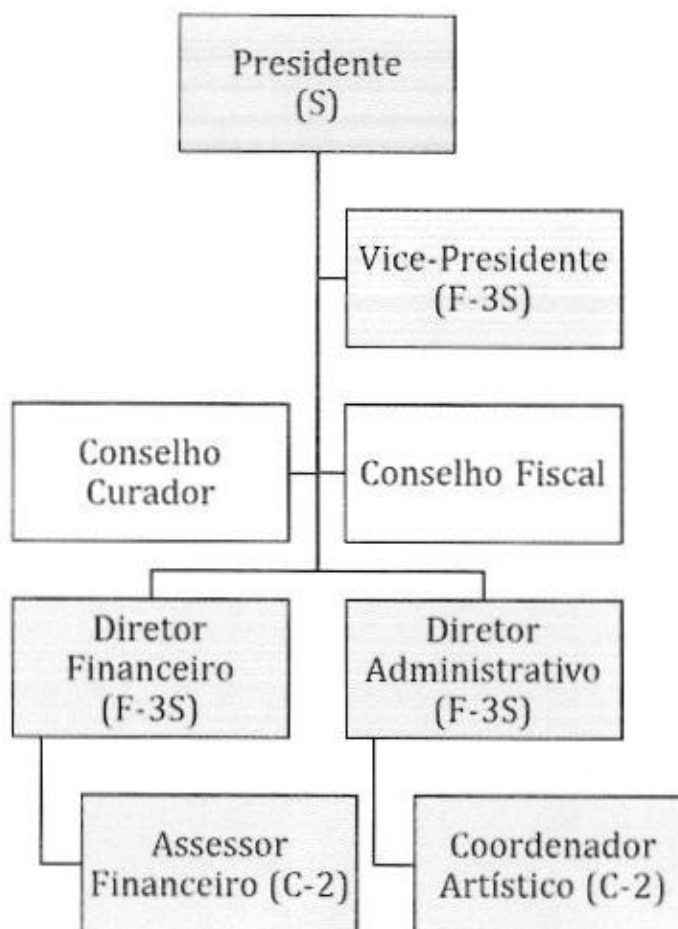 Presidente
(S)
Vice-Presidente
(F-3S)
Conselho
Curador
Conselho Fiscal
Diretor
Financeiro
(F-3S)
Diretor
Administrativo
(F-3S)
Assessor
Financeiro (C-2)
Coordenador
Artístico (C-2)